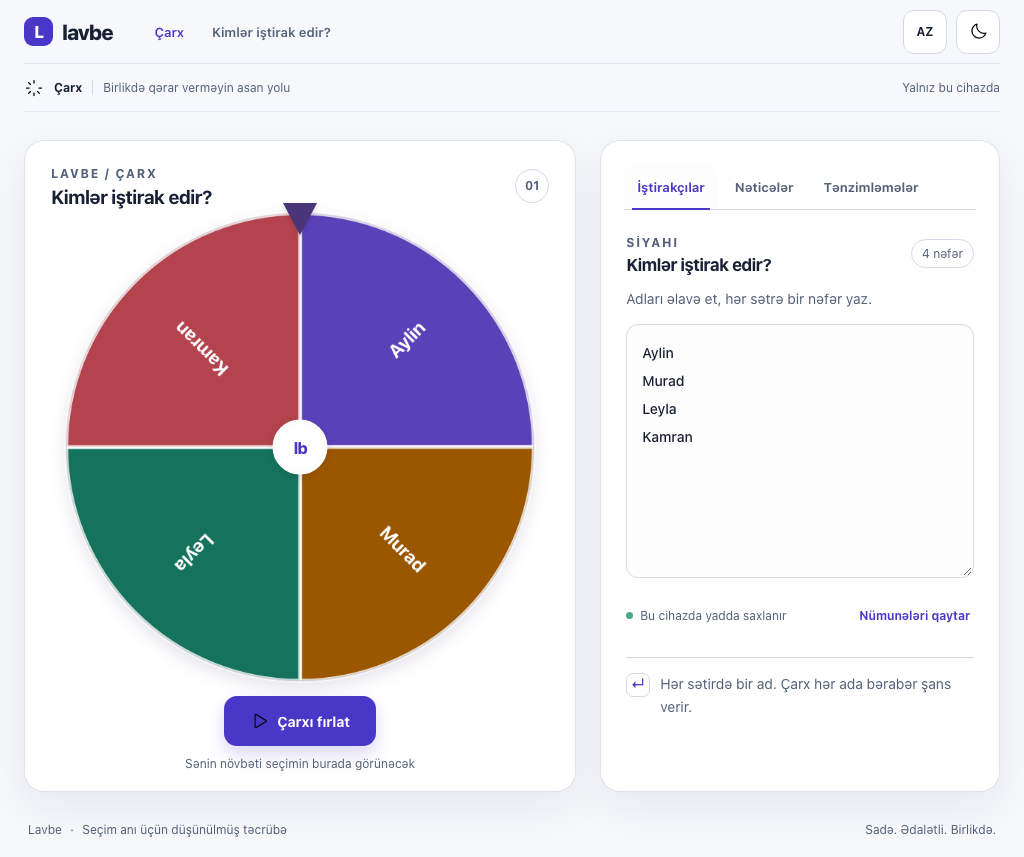 L lavbe
Çarx
Kimlər iştirak edir?
AZ
Çarx
Birlikdə qərar verməyin asan yolu
Yalnız bu cihazda
LAVBE / ÇARX
Kimlər iştirak edir?
01
Kamran
Aylin
lb
Leyla
Murad
Çarxı fırlat
Sənin növbəti seçimin burada görünəcək
İştirakçılar
Nəticələr
Tənzimləmələr
SİYAHI
Kimlər iştirak edir?
4 nəfər
Adları əlavə et, hər sətrə bir nəfər yaz.
Aylin
Murad
Leyla
Kamran
Bu cihazda yadda saxlanır
Nümunələri qaytar
Hər sətirdə bir ad. Çarx hər ada bərabər şans
verir.
Lavbe · Seçim anı üçün düşünülmüş təcrübə
Sadə. Ədalətli. Birlikdə.